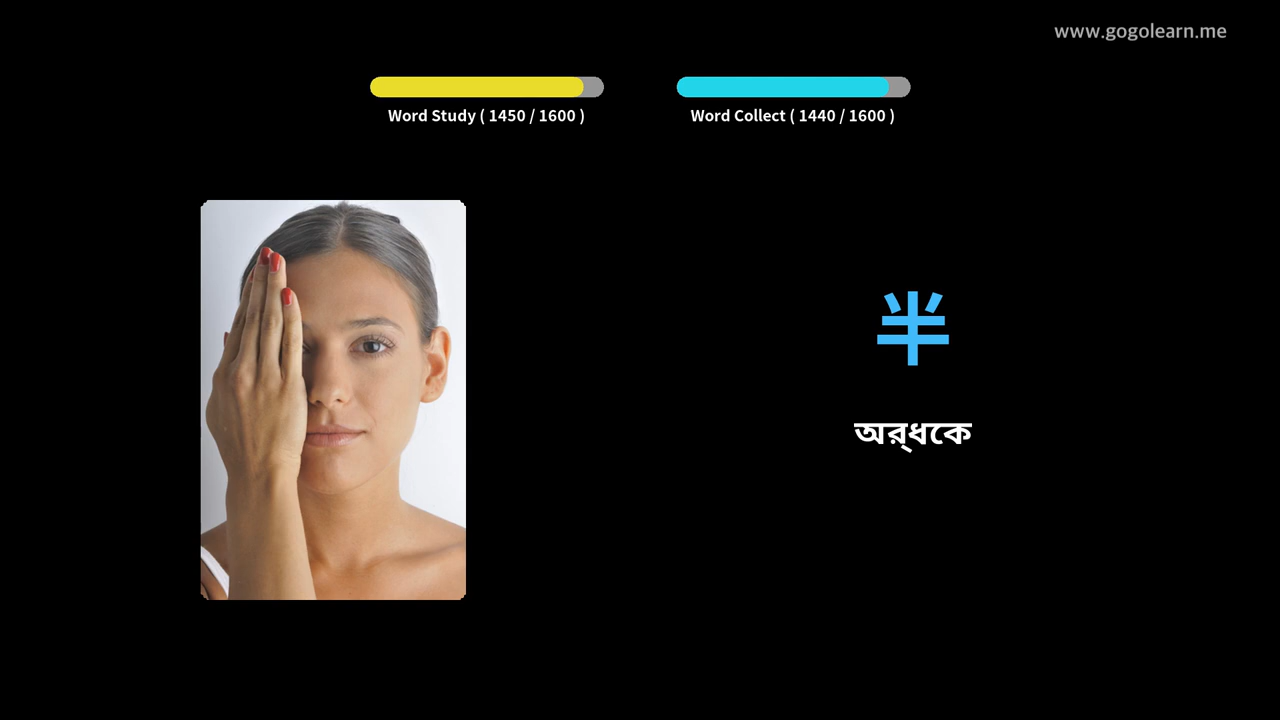 www.gogolearn.me
Word Study ( 1450 / 1600 )
Word Collect ( 1440 / 1600 )
半
অর্‌ধকে